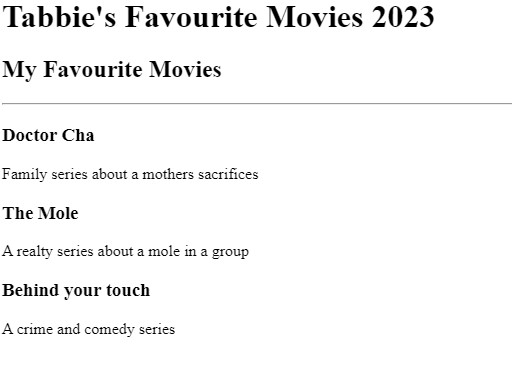 Tabbie's Favourite Movies 2023
My Favourite Movies
Doctor Cha
Family series about a mothers sacrifices
The Mole
A realty series about a mole in a group
Behind your touch
A crime and comedy series